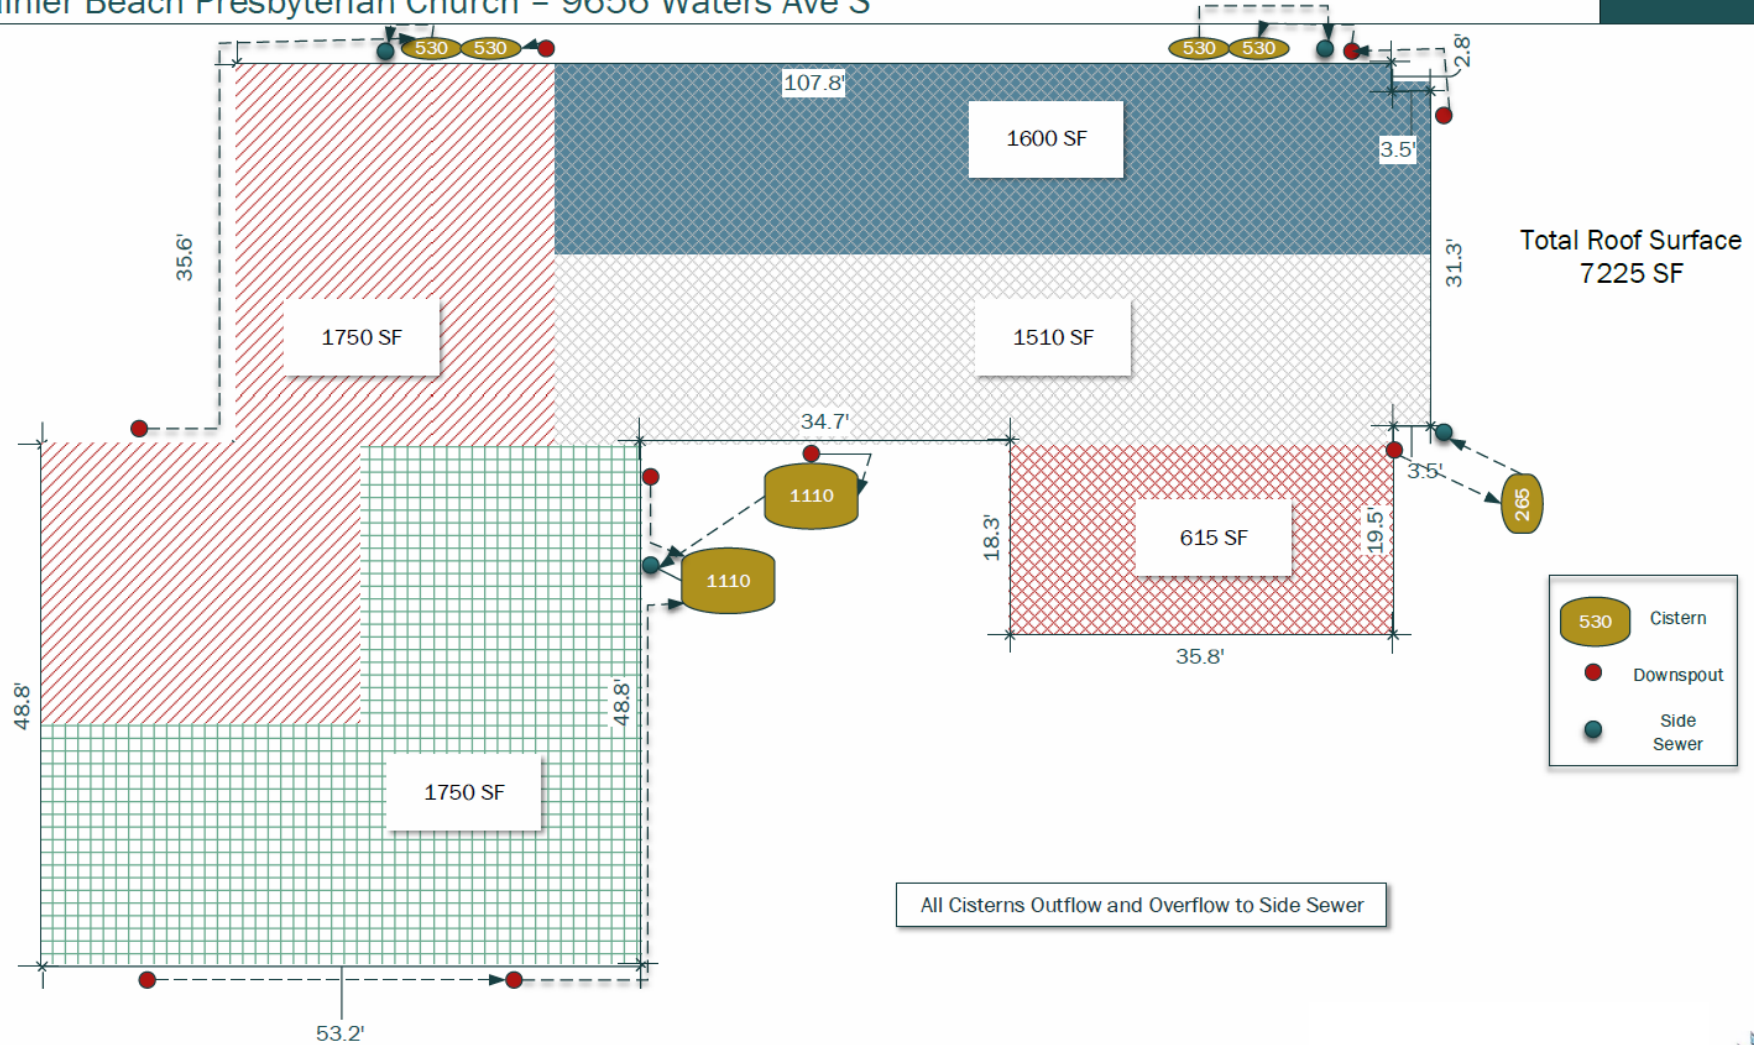 Beach Presbyterian Church – 9656 Waters Ave S
530
530
530
530
2.8'
107.8'
1600 SF
3.5'
35.6'
31.3'
Total Roof Surface
7225 SF
1750 SF
1510 SF
34.7'
3.5'
1110
265
18.3'
615 SF
19.5'
1110
35.8'
530
Cistern
Downspout
Side
Sewer
48.8'
48.8'
1750 SF
All Cisterns Outflow and Overflow to Side Sewer
53.2'